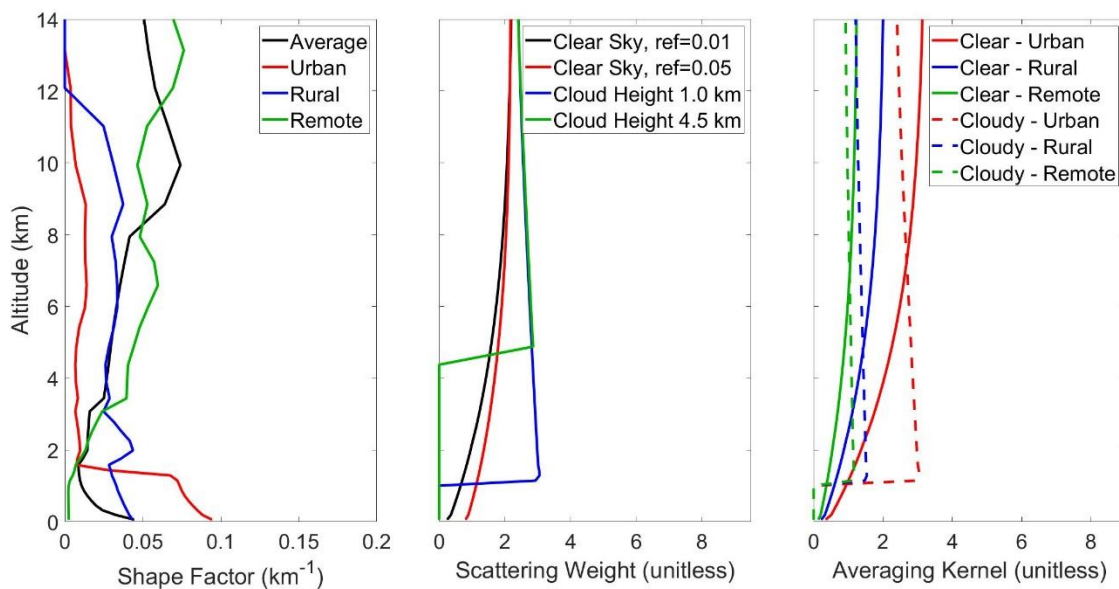 14
12
10
8
6
4
2
0
Altitude (km)
Average
Urban
Rural
Remote
0 0.05 0.1 0.15 0.2
Shape Factor (km-1)
Clear Sky, ref=0.01
Clear Sky, ref=0.05
Cloud Height 1.0 km
Cloud Height 4.5 km
0 2 4 6 8
Scattering Weight (unitless)
Clear - Urban
Clear - Rural
Clear - Remote
Cloudy - Urban
Cloudy - Rural
Cloudy - Remote
0 2 4 6 8
Averaging Kernel (unitless)